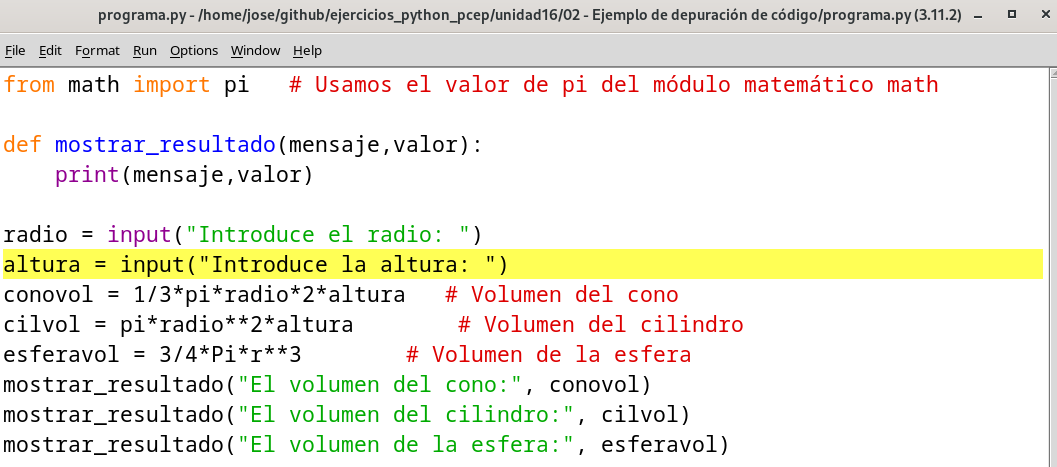 programa.py - /home/jose/github/ejercicios_python_pcep/unidad16/02 - Ejemplo de depuración de código/programa.py (3.11.2)
File Edit Format Run Options Window Help
from math import pi   # Usamos el valor de pi del módulo matemático math
def mostrar_resultado(mensaje,valor):
    print(mensaje,valor)
radio = input("Introduce el radio: ")
altura = input("Introduce la altura: ")
conovol = 1/3*pi*radio*2*altura   # Volumen del cono
cilvol = pi*radio**2*altura        # Volumen del cilindro
esferavol = 3/4*Pi*r**3        # Volumen de la esfera
mostrar_resultado("El volumen del cono:", conovol)
mostrar_resultado("El volumen del cilindro:", cilvol)
mostrar_resultado("El volumen de la esfera:", esferavol)